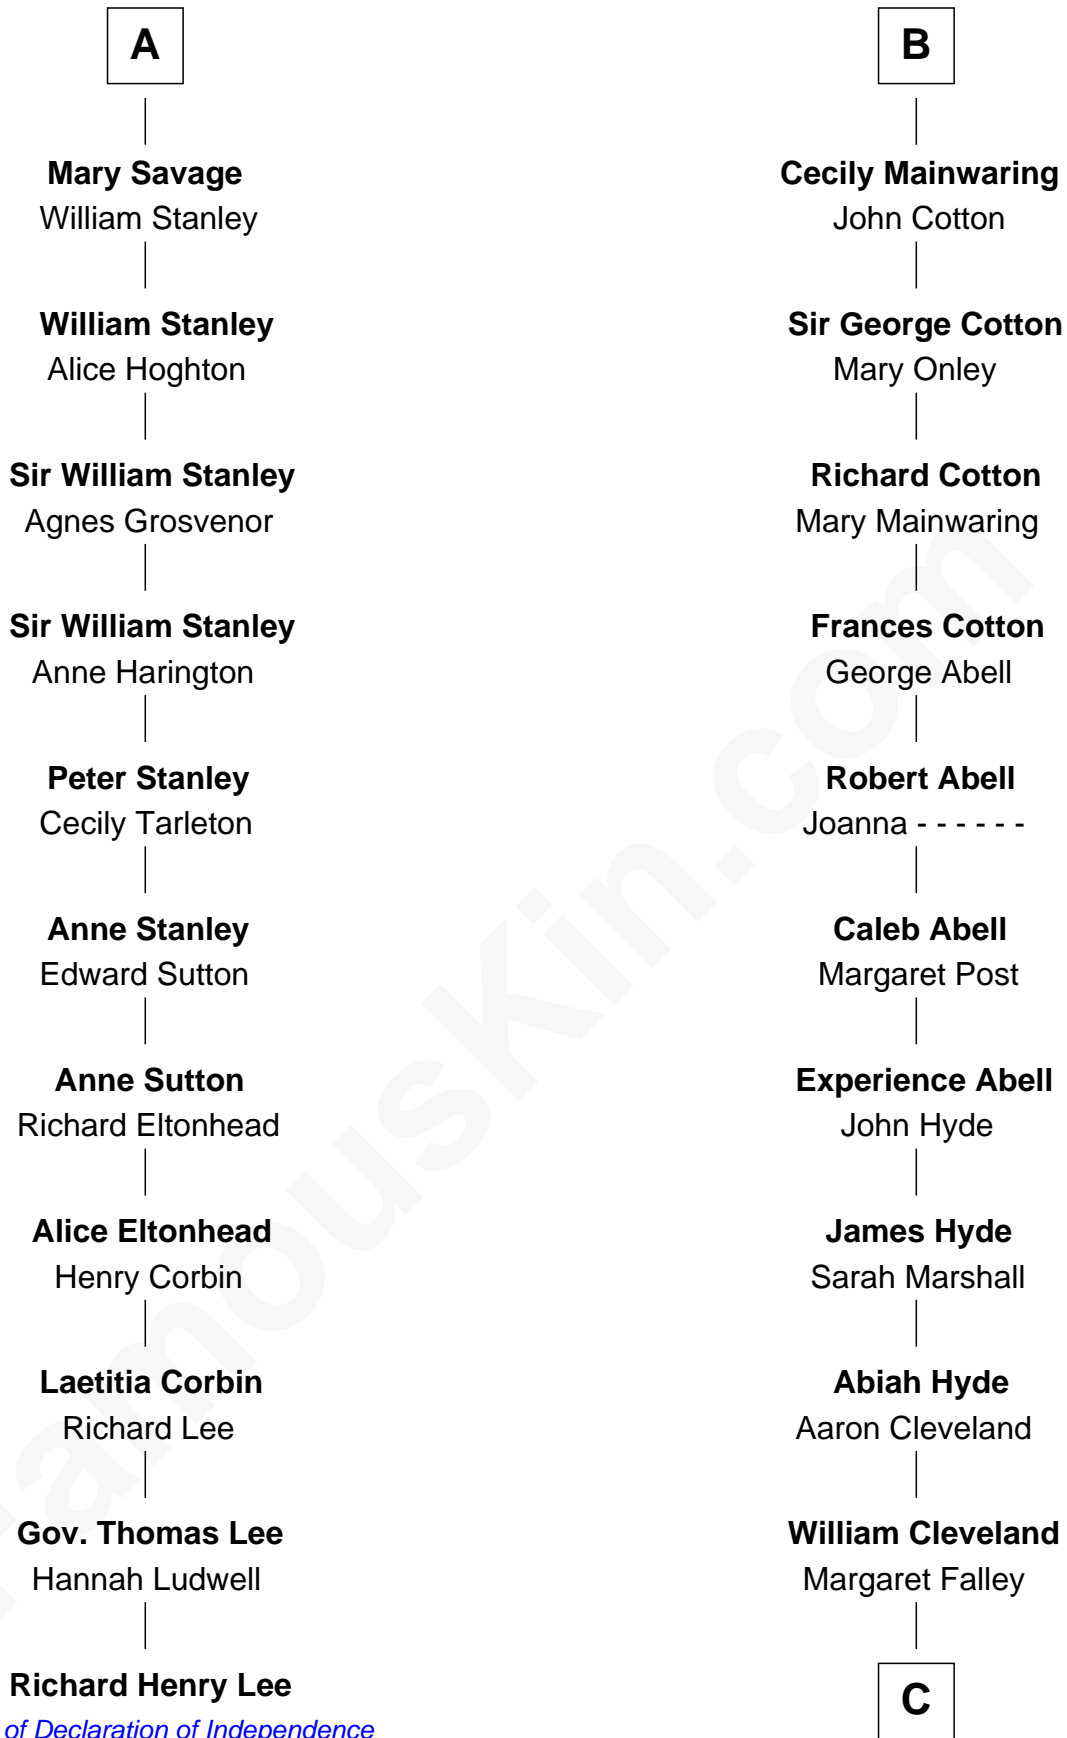 A
Mary Savage
William Stanley
William Stanley
Alice Hoghton
Sir William Stanley
Agnes Grosvenor
Sir William Stanley
Anne Harington
Peter Stanley
Cecily Tarleton
Anne Stanley
Edward Sutton
Anne Sutton
Richard Eltonhead
Alice Eltonhead
Henry Corbin
Laetitia Corbin
Richard Lee
Gov. Thomas Lee
Hannah Ludwell
Richard Henry Lee
of Declaration of Independence
B
Cecily Mainwaring
John Cotton
Sir George Cotton
Mary Onley
Richard Cotton
Mary Mainwaring
Frances Cotton
George Abell
Robert Abell
Joanna - - - - - -
Caleb Abell
Margaret Post
Experience Abell
John Hyde
James Hyde
Sarah Marshall
Abiah Hyde
Aaron Cleveland
William Cleveland
Margaret Falley
C
FamousKin.com